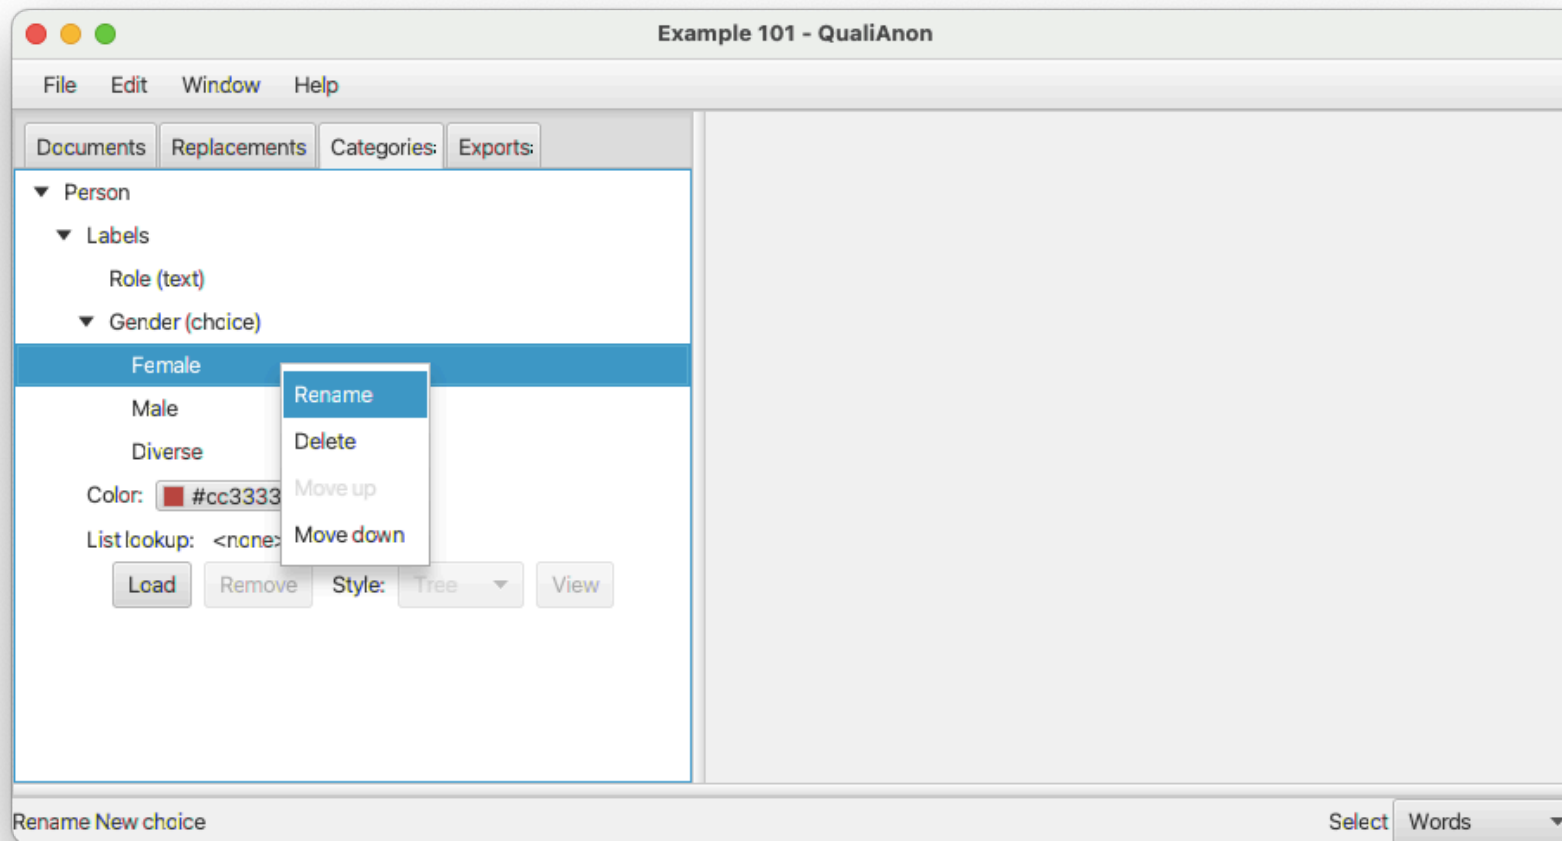 Example 101 - QualiAnon
File Edit Window Help
Documents Replacements Categories: Exports:
Person
Labels
Role (text)
Gender (choice)
Female
Rename
Male
Delete
Diverse
Move up
Color: #cc3333
Move down
List lookup: <none>
Load Remove Style: Tree View
Rename New choice
Select Words